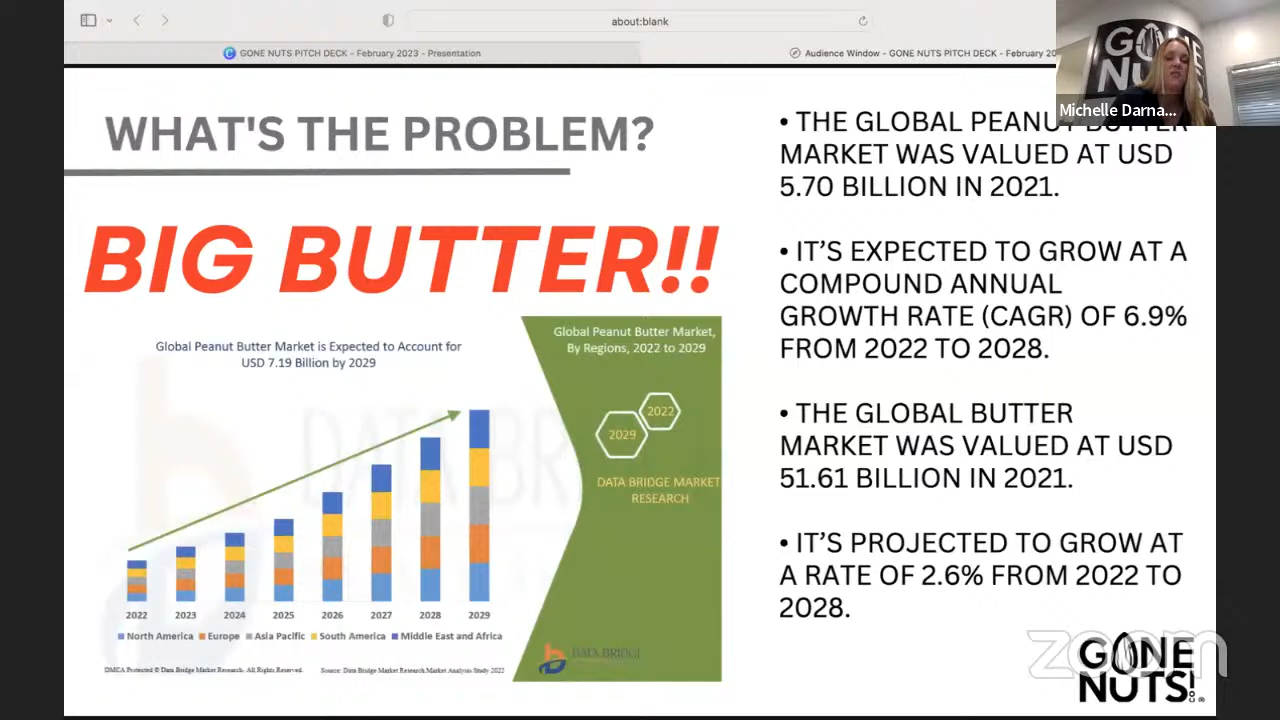 about:blank
GONE NUTS PITCH DECK - February 2023 - Presentation
Audience Window - GONE NUTS PITCH DECK - February 20
GONE
NU
Michelle Darna...
WHAT'S THE PROBLEM?
BIG BUTTER!!
Global Peanut Butter Market is Expected to Account for
USD 7.19 Billion by 2029
2022 2023 2024 2025 2026 2027 2028 2029
North America Europe Asia Pacific South America Middle East and Africa
DMCA Protected © Data Bridge Market Research. All Rights Reserved.
Source: Data Bridge Market Research Market Analysis Study 2022
Global Peanut Butter Market,
By Regions, 2022 to 2029
2022
2029
DATA BRIDGE MARKET
RESEARCH
DATA BRIDGE
• THE GLOBAL PEANUT BUTTER
MARKET WAS VALUED AT USD
5.70 BILLION IN 2021.
• IT’S EXPECTED TO GROW AT A
COMPOUND ANNUAL
GROWTH RATE (CAGR) OF 6.9%
FROM 2022 TO 2028.
• THE GLOBAL BUTTER
MARKET WAS VALUED AT USD
51.61 BILLION IN 2021.
• IT’S PROJECTED TO GROW AT
A RATE OF 2.6% FROM 2022 TO
2028.
zoom
GONE
NUTS!
CO ®